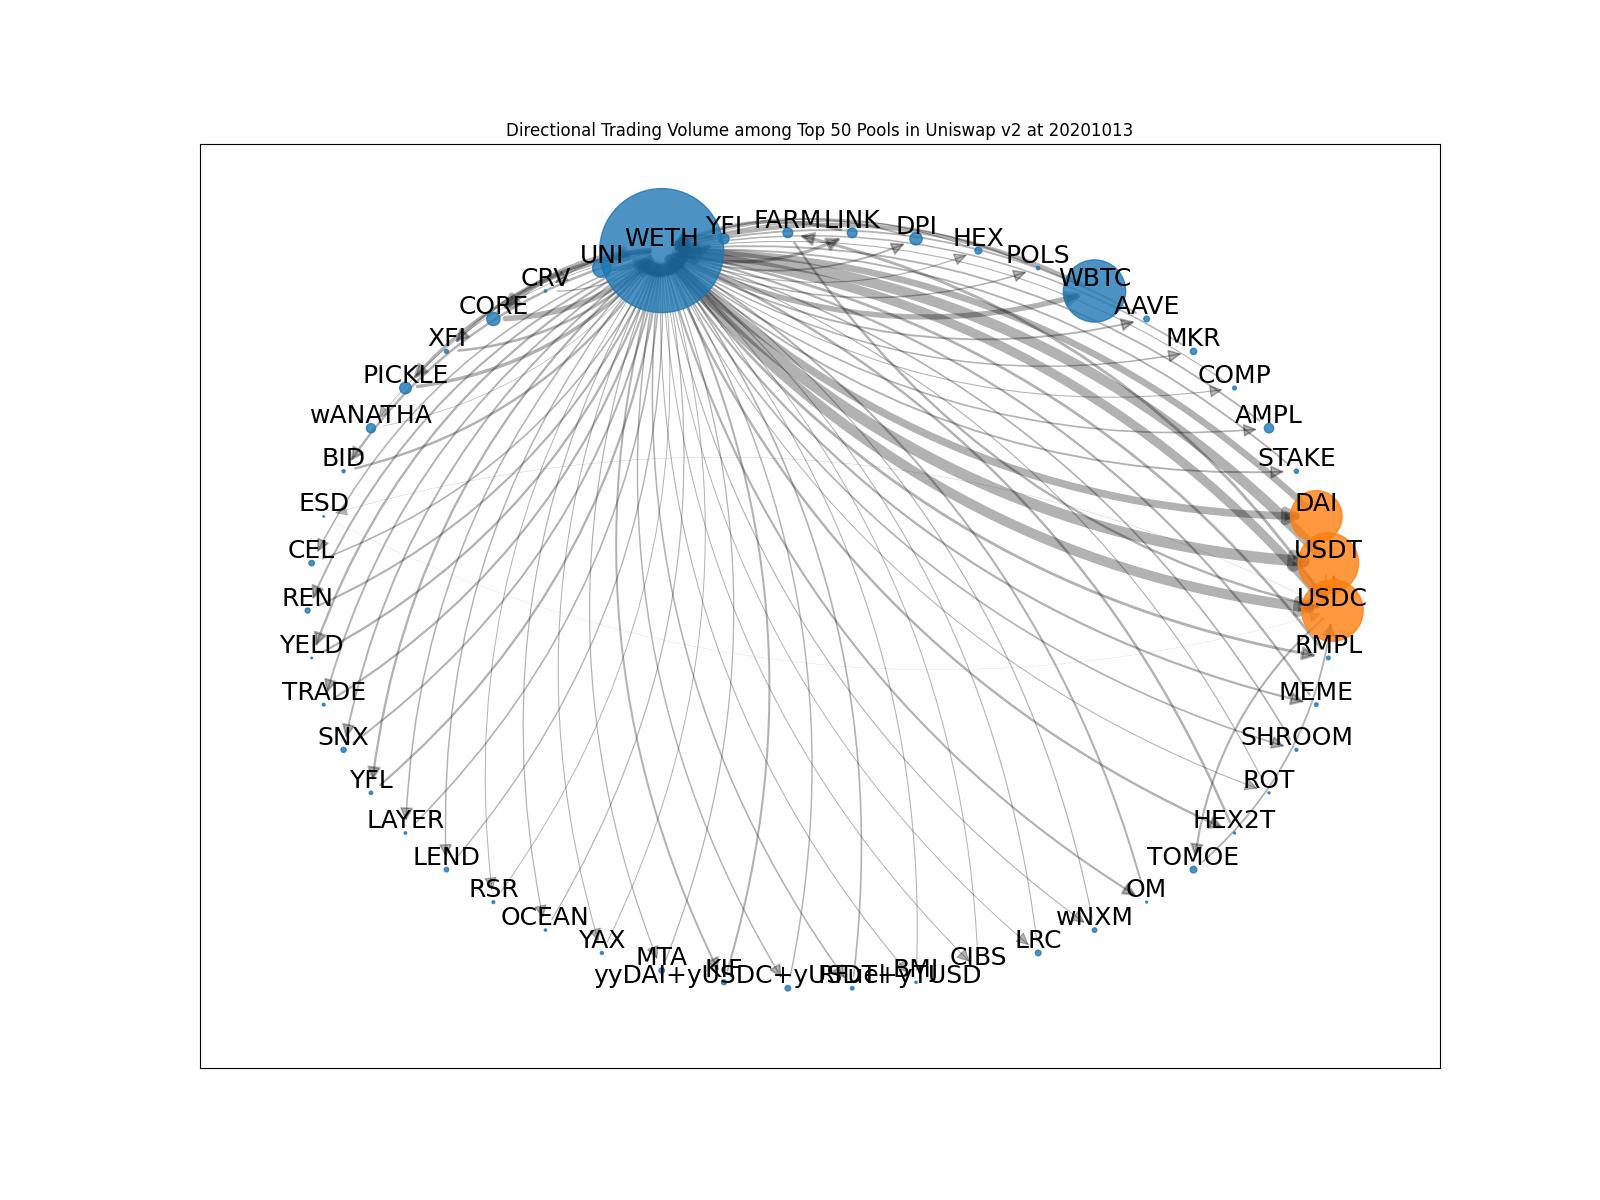 Directional Trading Volume among Top 50 Pools in Uniswap v2 at 20201013
WETH
YFI
FARM
LINK
DPI
HEX
POLS
WBTC
AAVE
MKR
COMP
AMPL
STAKE
DAI
USDT
USDC
RMPL
MEME
SHROOM
ROT
HEX2T
TOMOE
OM
wNXM
LRC
CIBS
BMI
yyDAI+yUSDC+yUSDT+yTUSD
MTA
YAX
OCEAN
RSR
LEND
LAYER
YFL
SNX
TRADE
YELD
REN
CEL
ESD
BID
wANATHA
PICKLE
XFI
CORE
CRV
UNI